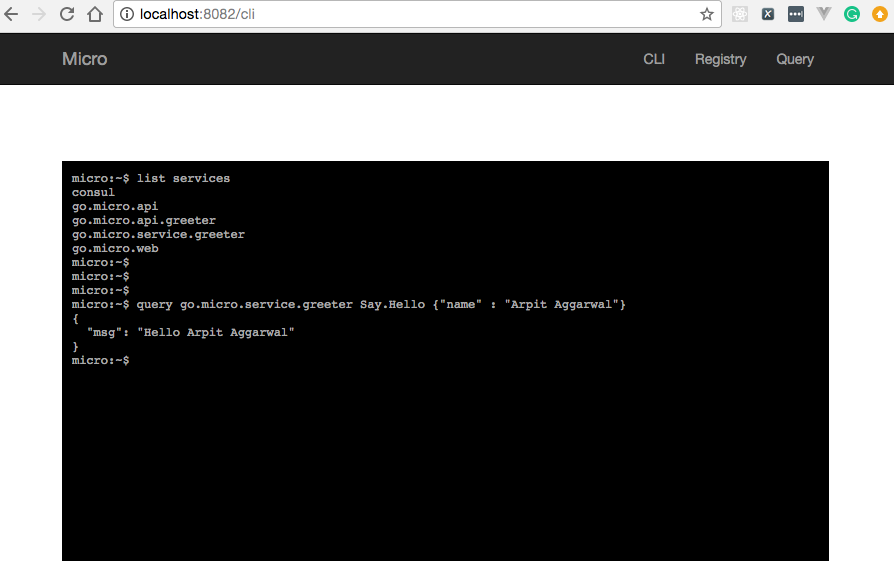 localhost:8082/cli
Micro CLI Registry Query
micro:~$ list services
consul
go.micro.api
go.micro.api.greeter
go.micro.service.greeter
go.micro.web
micro:~$
micro:~$
micro:~$
micro:~$ query go.micro.service.greeter Say.Hello {"name" : "Arpit Aggarwal"}
{
  "msg": "Hello Arpit Aggarwal"
}
micro:~$